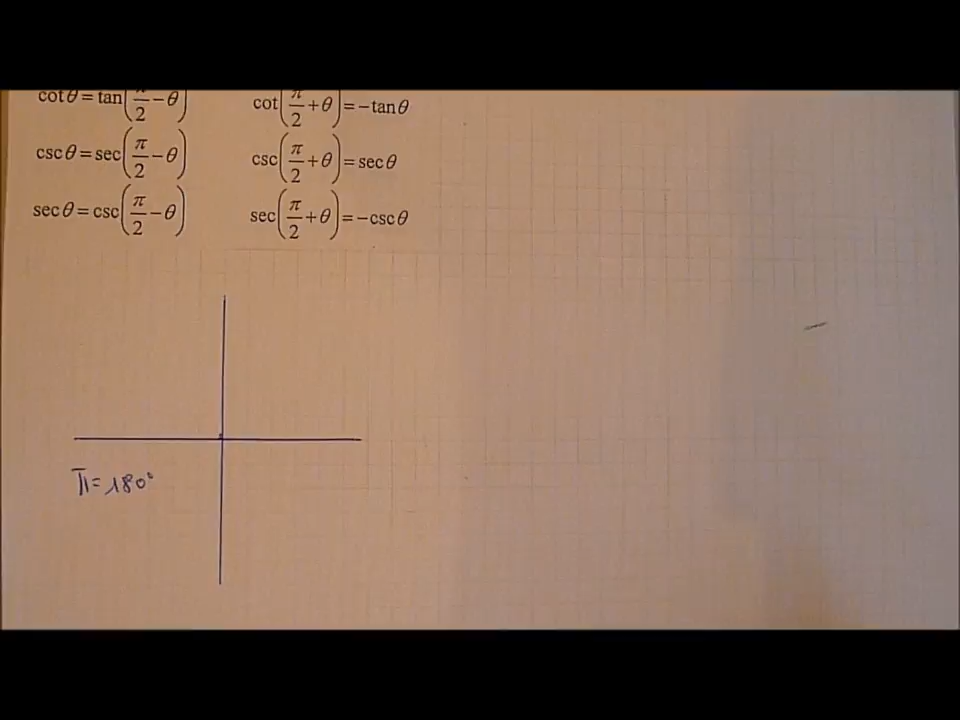 cotθ=tan(π/2−θ)    cot(π/2+θ)=−tanθ
cscθ=sec(π/2−θ)    csc(π/2+θ)=secθ
secθ=csc(π/2−θ)    sec(π/2+θ)=−cscθ
π=180°